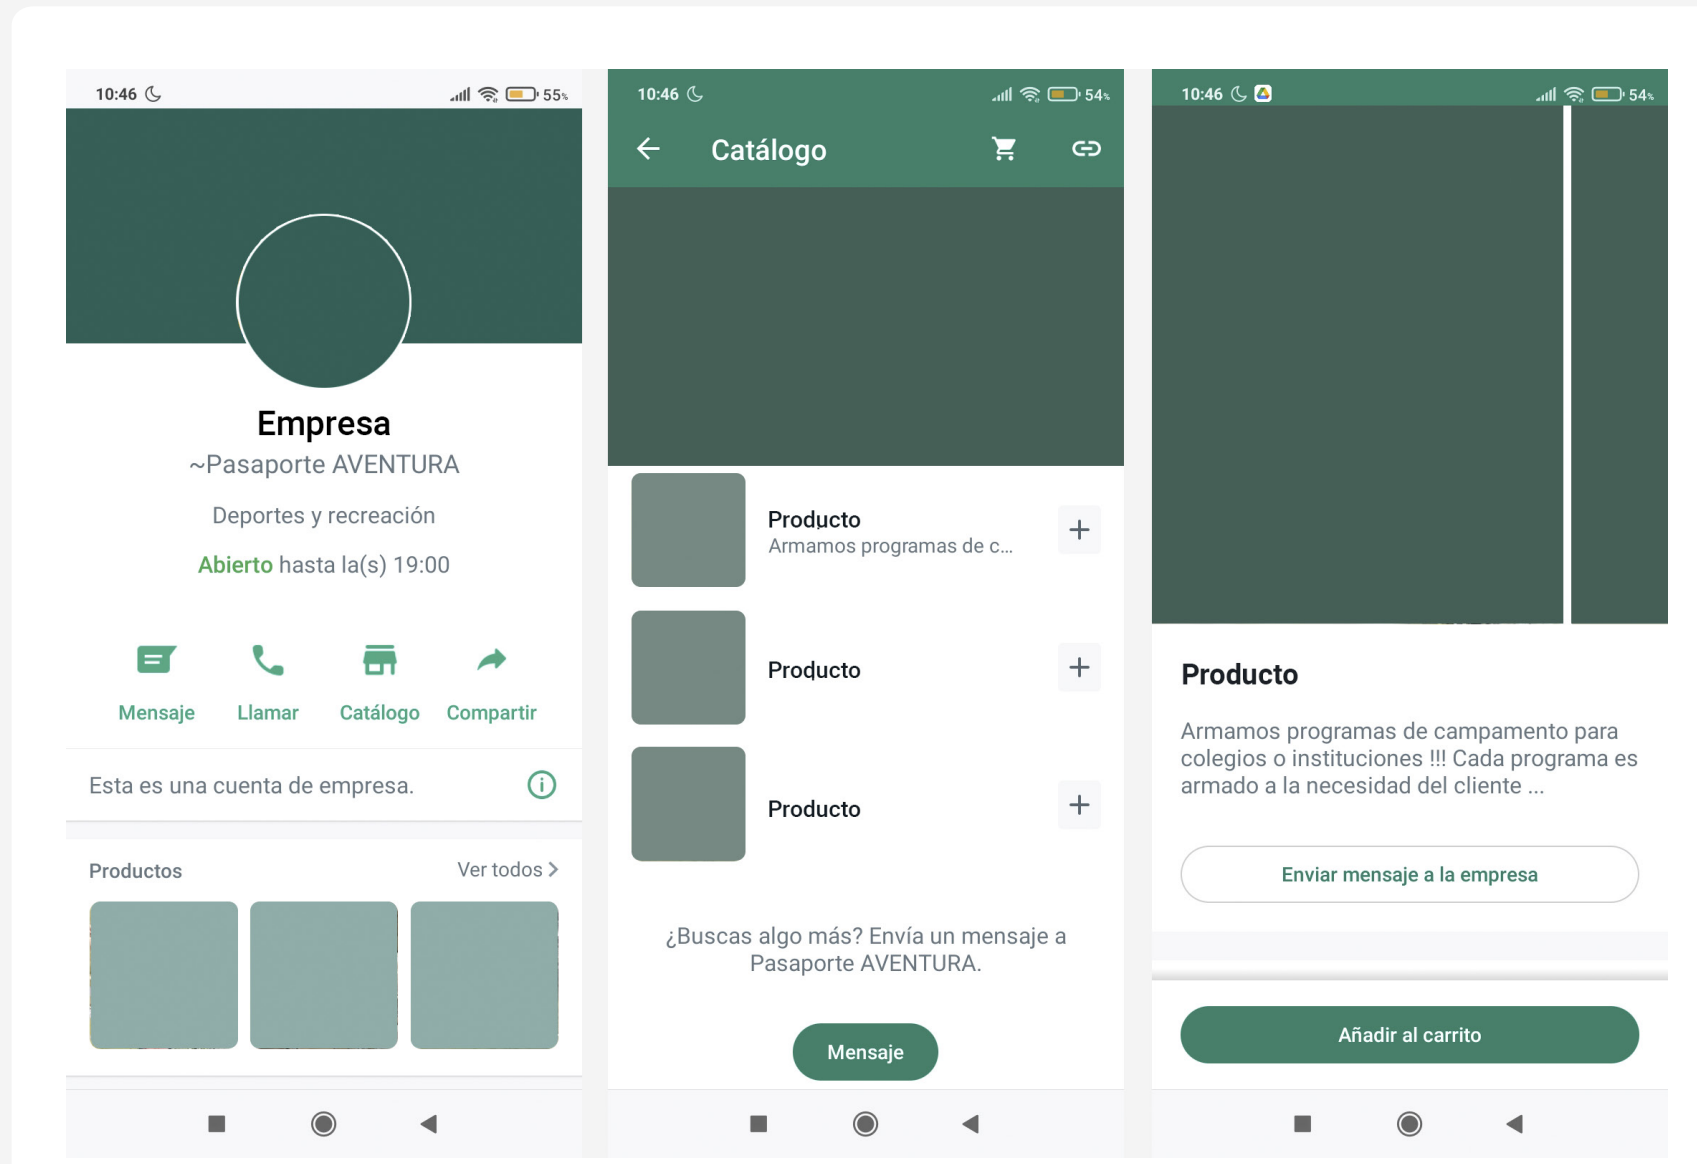 10:46
55%
Empresa
~Pasaporte AVENTURA
Deportes y recreación
Abierto hasta la(s) 19:00
Mensaje
Llamar
Catálogo
Compartir
Esta es una cuenta de empresa.
Productos
Ver todos
10:46
54%
Catálogo
Producto
Armamos programas de c...
Producto
Producto
¿Buscas algo más? Envía un mensaje a
Pasaporte AVENTURA.
Mensaje
10:46
54%
Producto
Armamos programas de campamento para
colegios o instituciones !!! Cada programa es
armado a la necesidad del cliente ...
Enviar mensaje a la empresa
Añadir al carrito